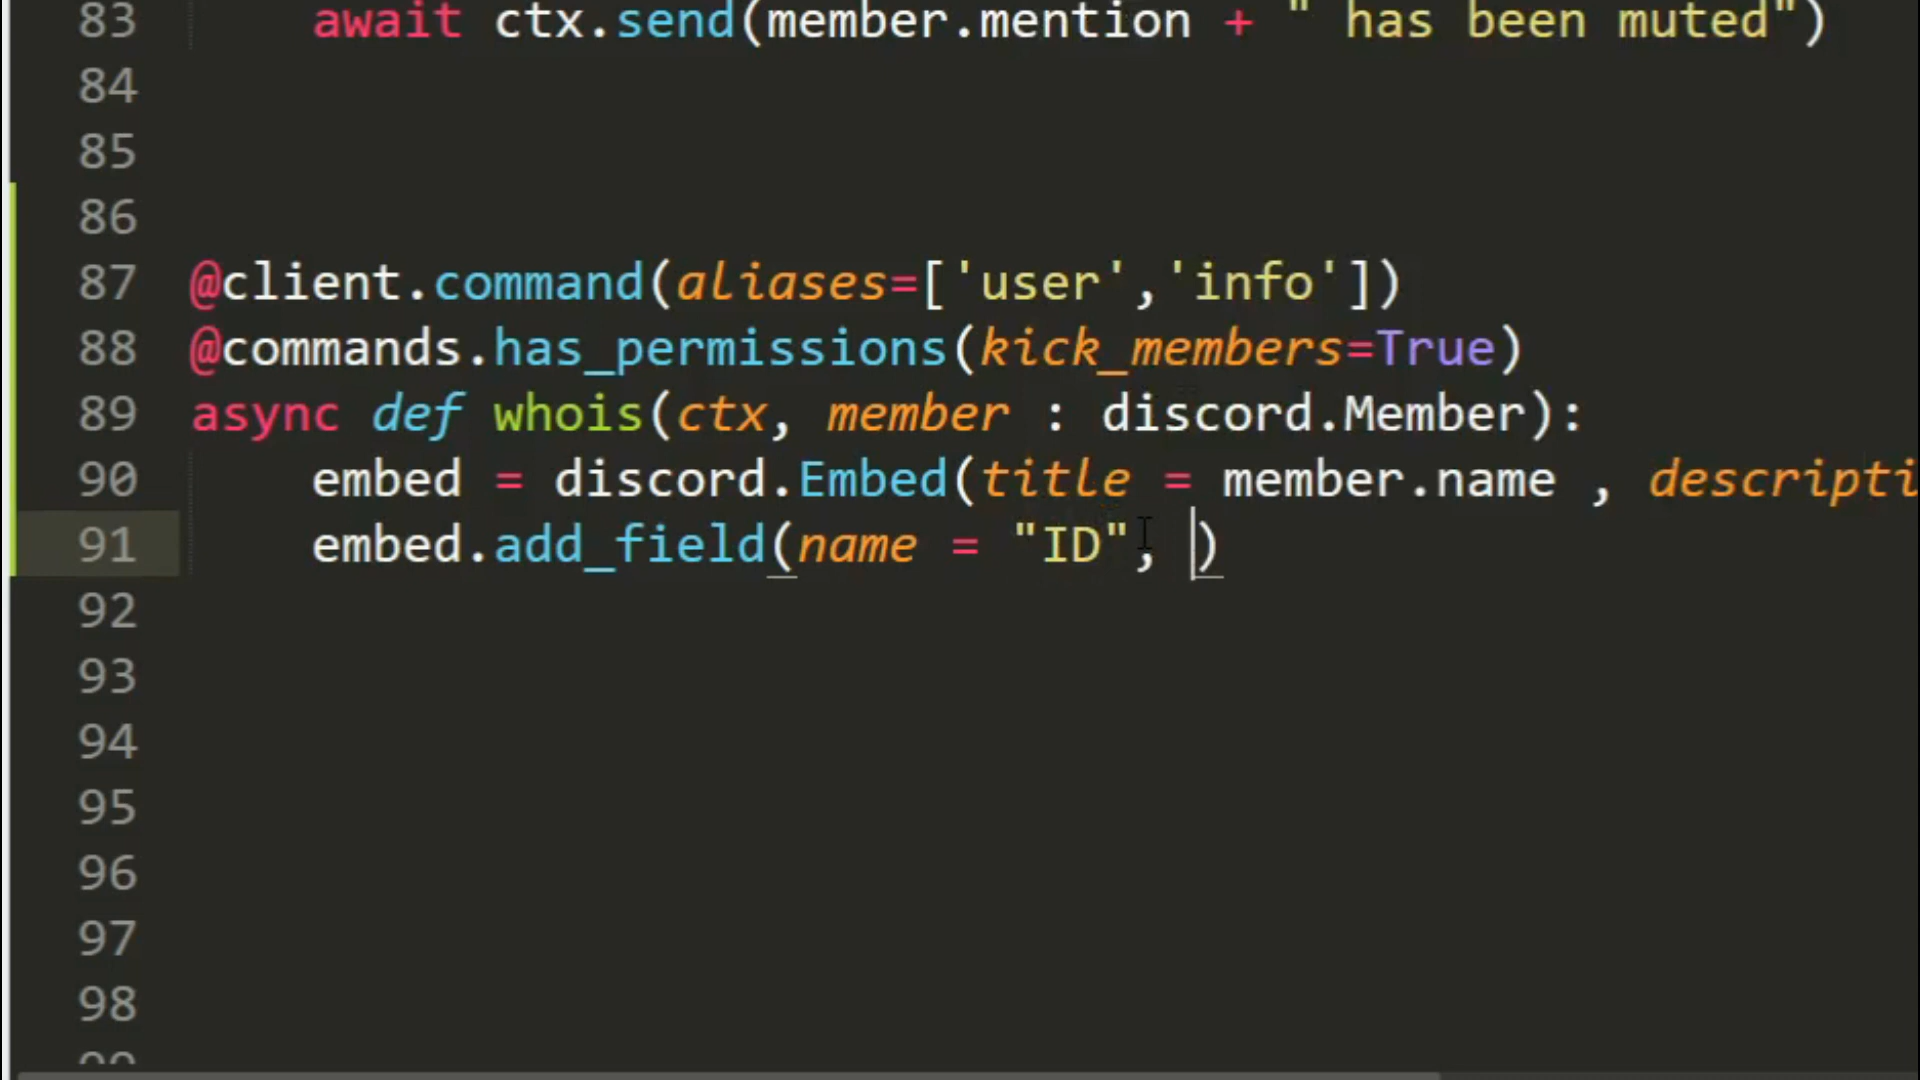 83 await ctx.send(member.mention + " has been muted")
84
85
86
87 @client.command(aliases=['user','info'])
88 @commands.has_permissions(kick_members=True)
89 async def whois(ctx, member : discord.Member):
90 embed = discord.Embed(title = member.name , descripti
91 embed.add_field(name = "ID", )
92
93
94
95
96
97
98